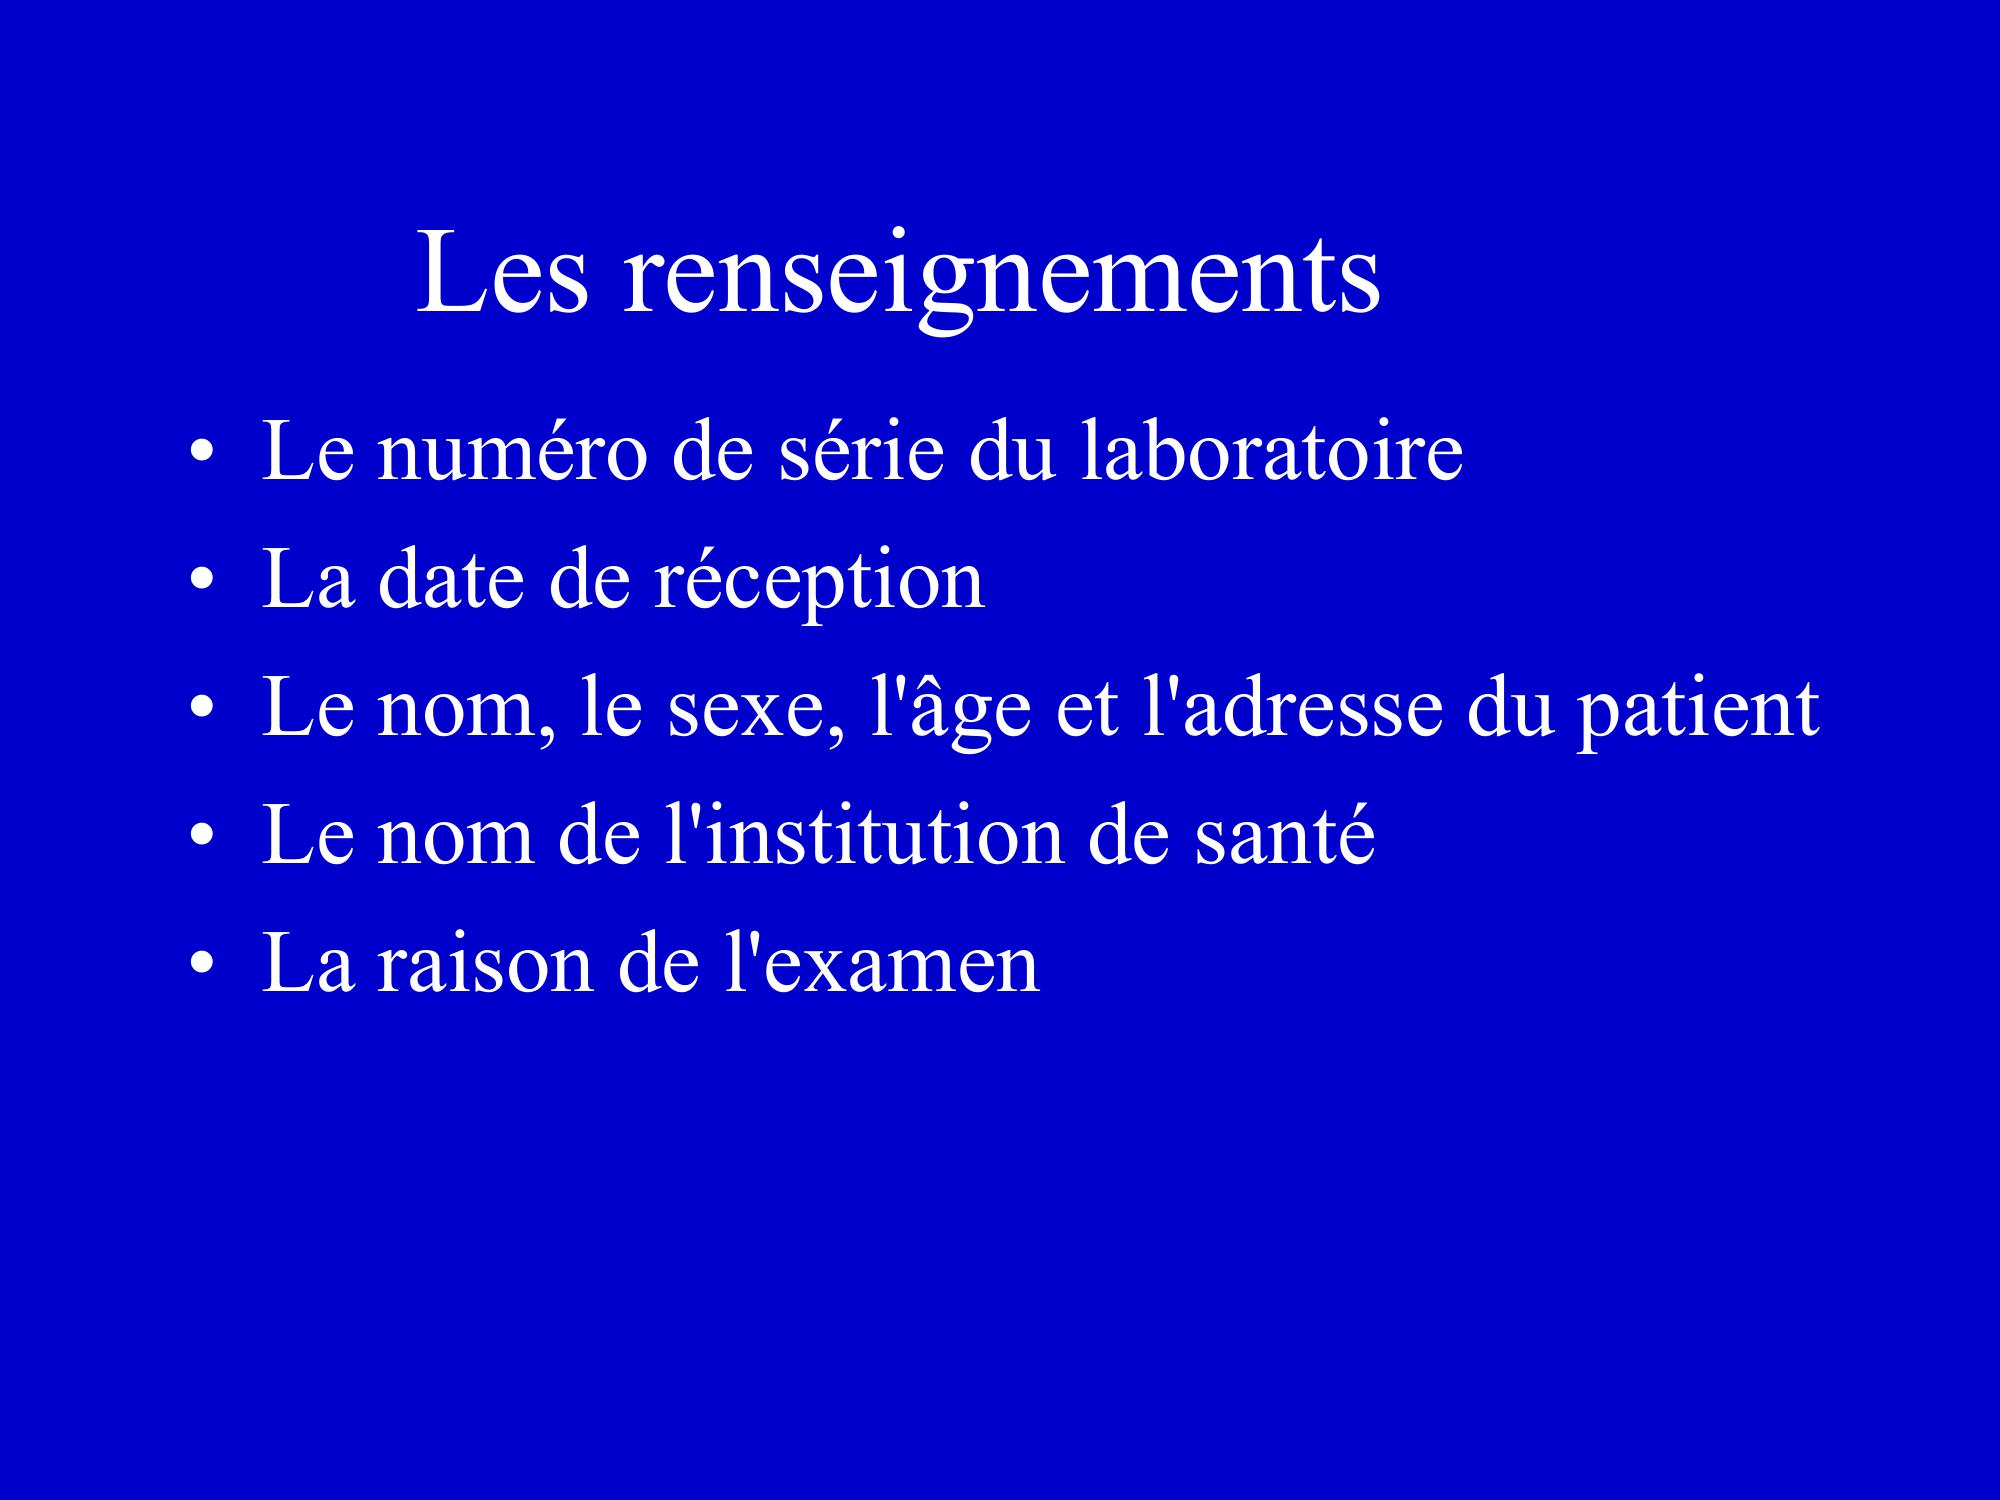 Les renseignements
• Le numéro de série du laboratoire
• La date de réception
• Le nom, le sexe, l'âge et l'adresse du patient
• Le nom de l'institution de santé
• La raison de l'examen